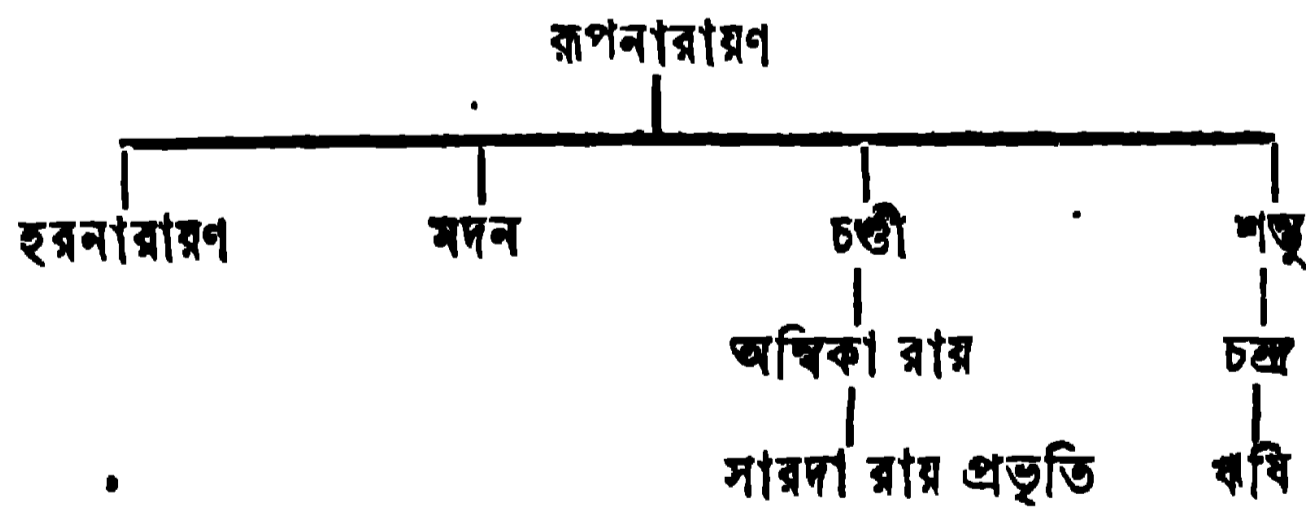 রূপনারায়ণ
হরনারায়ণ মদন চণ্ডী শম্ভু
অম্বিকা রায় চন্দ্র
সারদা রায় প্রভৃতি ঋষি